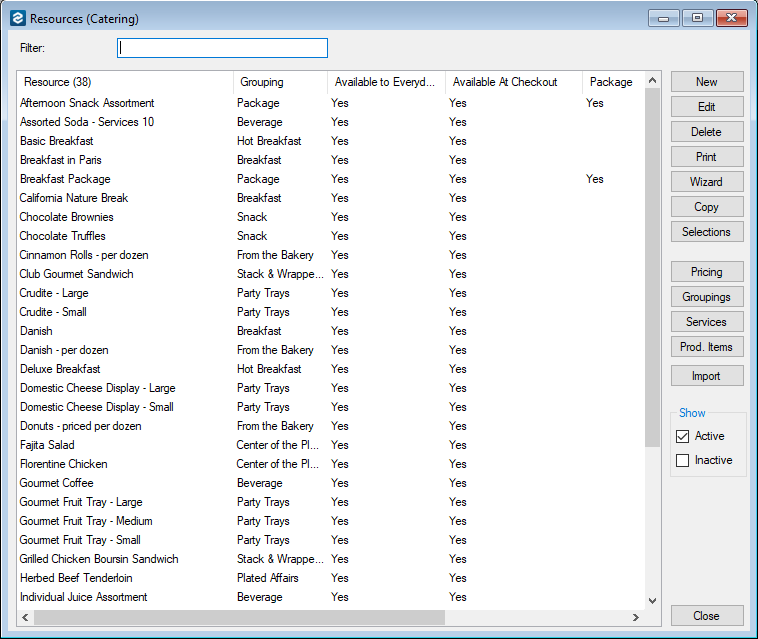 Resources (Catering)
Filter:
Resource (38) Grouping Available to Everyd... Available At Checkout Package
Afternoon Snack Assortment Package Yes Yes Yes
Assorted Soda - Services 10 Beverage Yes Yes
Basic Breakfast Hot Breakfast Yes Yes
Breakfast in Paris Breakfast Yes Yes
Breakfast Package Package Yes Yes Yes
California Nature Break Breakfast Yes Yes
Chocolate Brownies Snack Yes Yes
Chocolate Truffles Snack Yes Yes
Cinnamon Rolls - per dozen From the Bakery Yes Yes
Club Gourmet Sandwich Stack & Wrappe... Yes Yes
Crudite - Large Party Trays Yes Yes
Crudite - Small Party Trays Yes Yes
Danish Breakfast Yes Yes
Danish - per dozen From the Bakery Yes Yes
Deluxe Breakfast Hot Breakfast Yes Yes
Domestic Cheese Display - Large Party Trays Yes Yes
Domestic Cheese Display - Small Party Trays Yes Yes
Donuts - priced per dozen From the Bakery Yes Yes
Fajita Salad Center of the Pl... Yes Yes
Florentine Chicken Center of the Pl... Yes Yes
Gourmet Coffee Beverage Yes Yes
Gourmet Fruit Tray - Large Party Trays Yes Yes
Gourmet Fruit Tray - Medium Party Trays Yes Yes
Gourmet Fruit Tray - Small Party Trays Yes Yes
Grilled Chicken Boursin Sandwich Stack & Wrappe... Yes Yes
Herbed Beef Tenderloin Plated Affairs Yes Yes
Individual Juice Assortment Beverage Yes Yes
New
Edit
Delete
Print
Wizard
Copy
Selections
Pricing
Groupings
Services
Prod. Items
Import
Show
Active
Inactive
Close